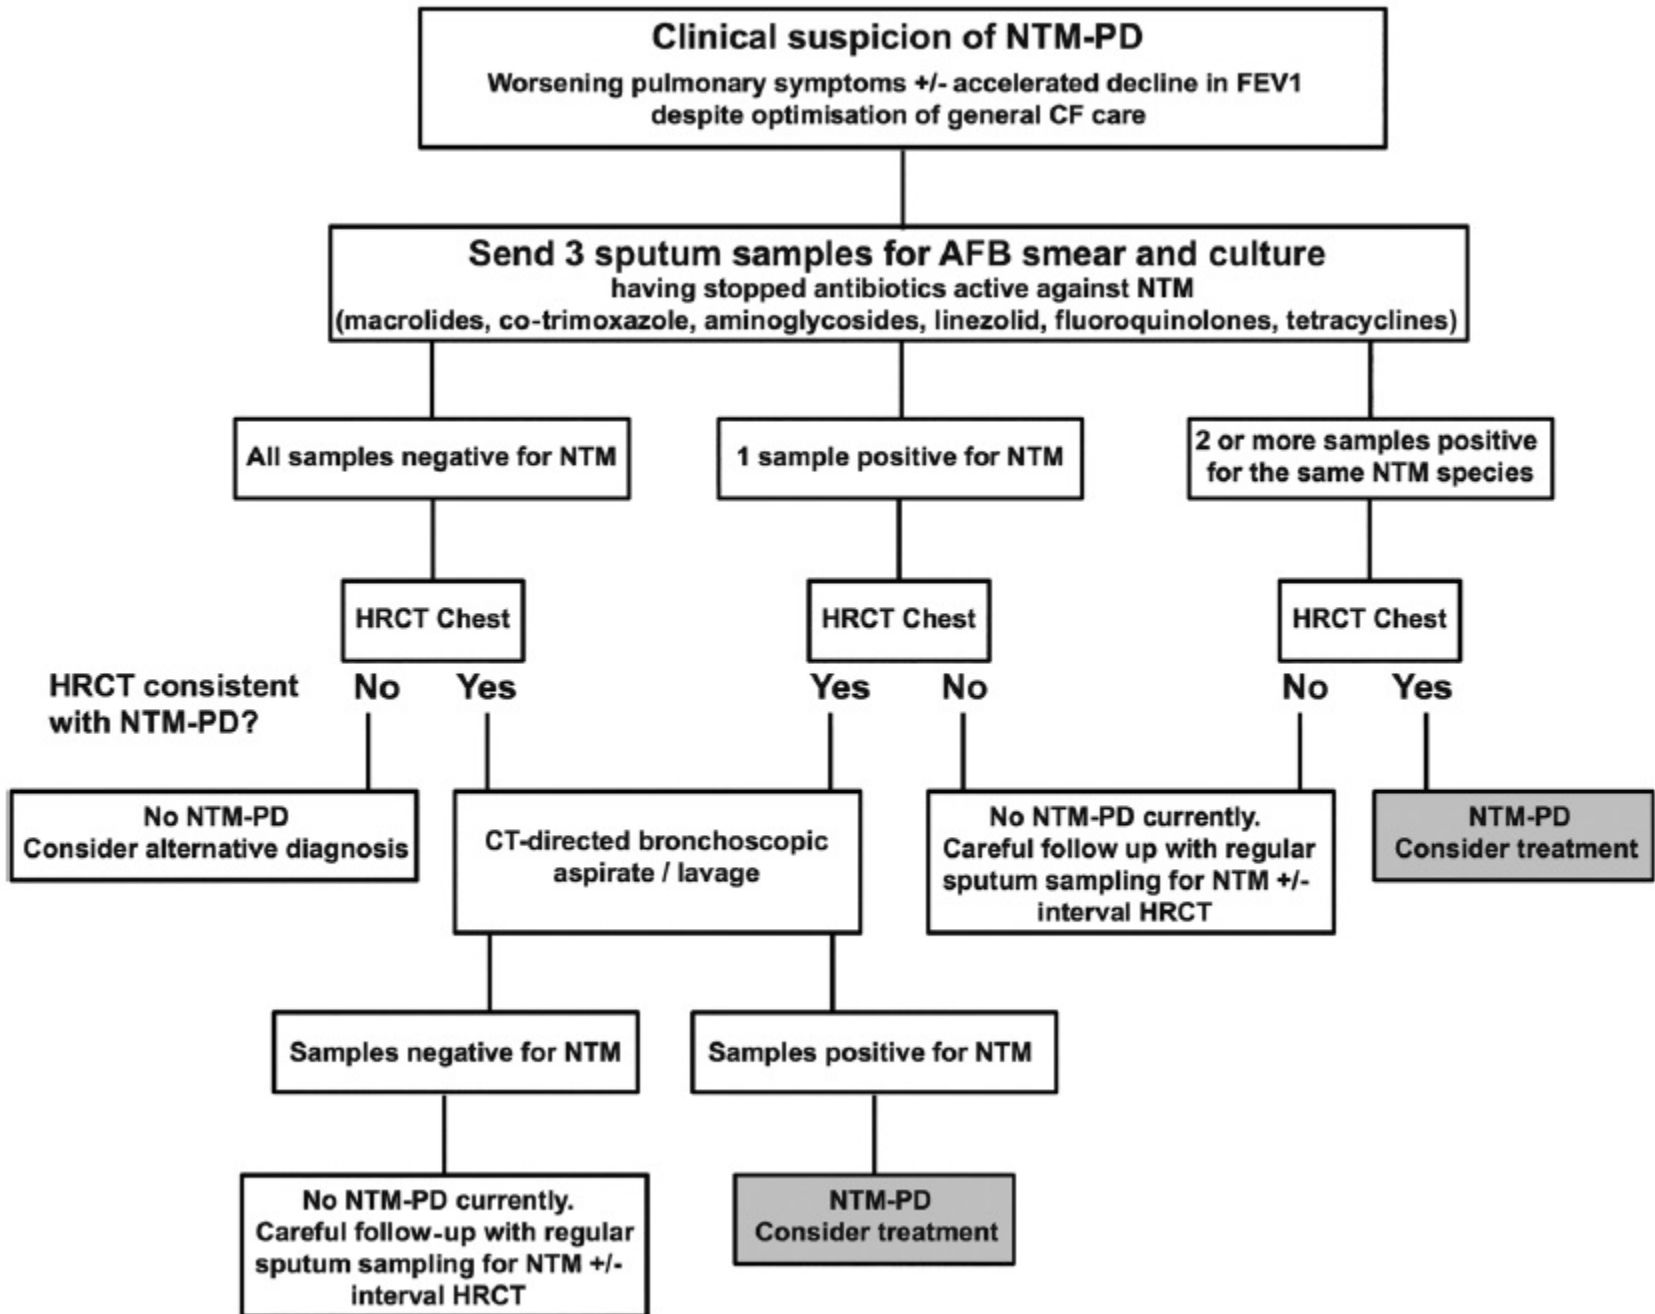 Clinical suspicion of NTM-PD
Worsening pulmonary symptoms +/- accelerated decline in FEV1
despite optimisation of general CF care
Send 3 sputum samples for AFB smear and culture
having stopped antibiotics active against NTM
(macrolides, co-trimoxazole, aminoglycosides, linezolid, fluoroquinolones, tetracyclines)
All samples negative for NTM
1 sample positive for NTM
2 or more samples positive
for the same NTM species
HRCT Chest
HRCT Chest
HRCT Chest
HRCT consistent
with NTM-PD?
No
Yes
Yes
No
No
Yes
No NTM-PD
Consider alternative diagnosis
CT-directed bronchoscopic
aspirate / lavage
No NTM-PD currently.
Careful follow up with regular
sputum sampling for NTM +/-
interval HRCT
NTM-PD
Consider treatment
Samples negative for NTM
Samples positive for NTM
No NTM-PD currently.
Careful follow-up with regular
sputum sampling for NTM +/-
interval HRCT
NTM-PD
Consider treatment